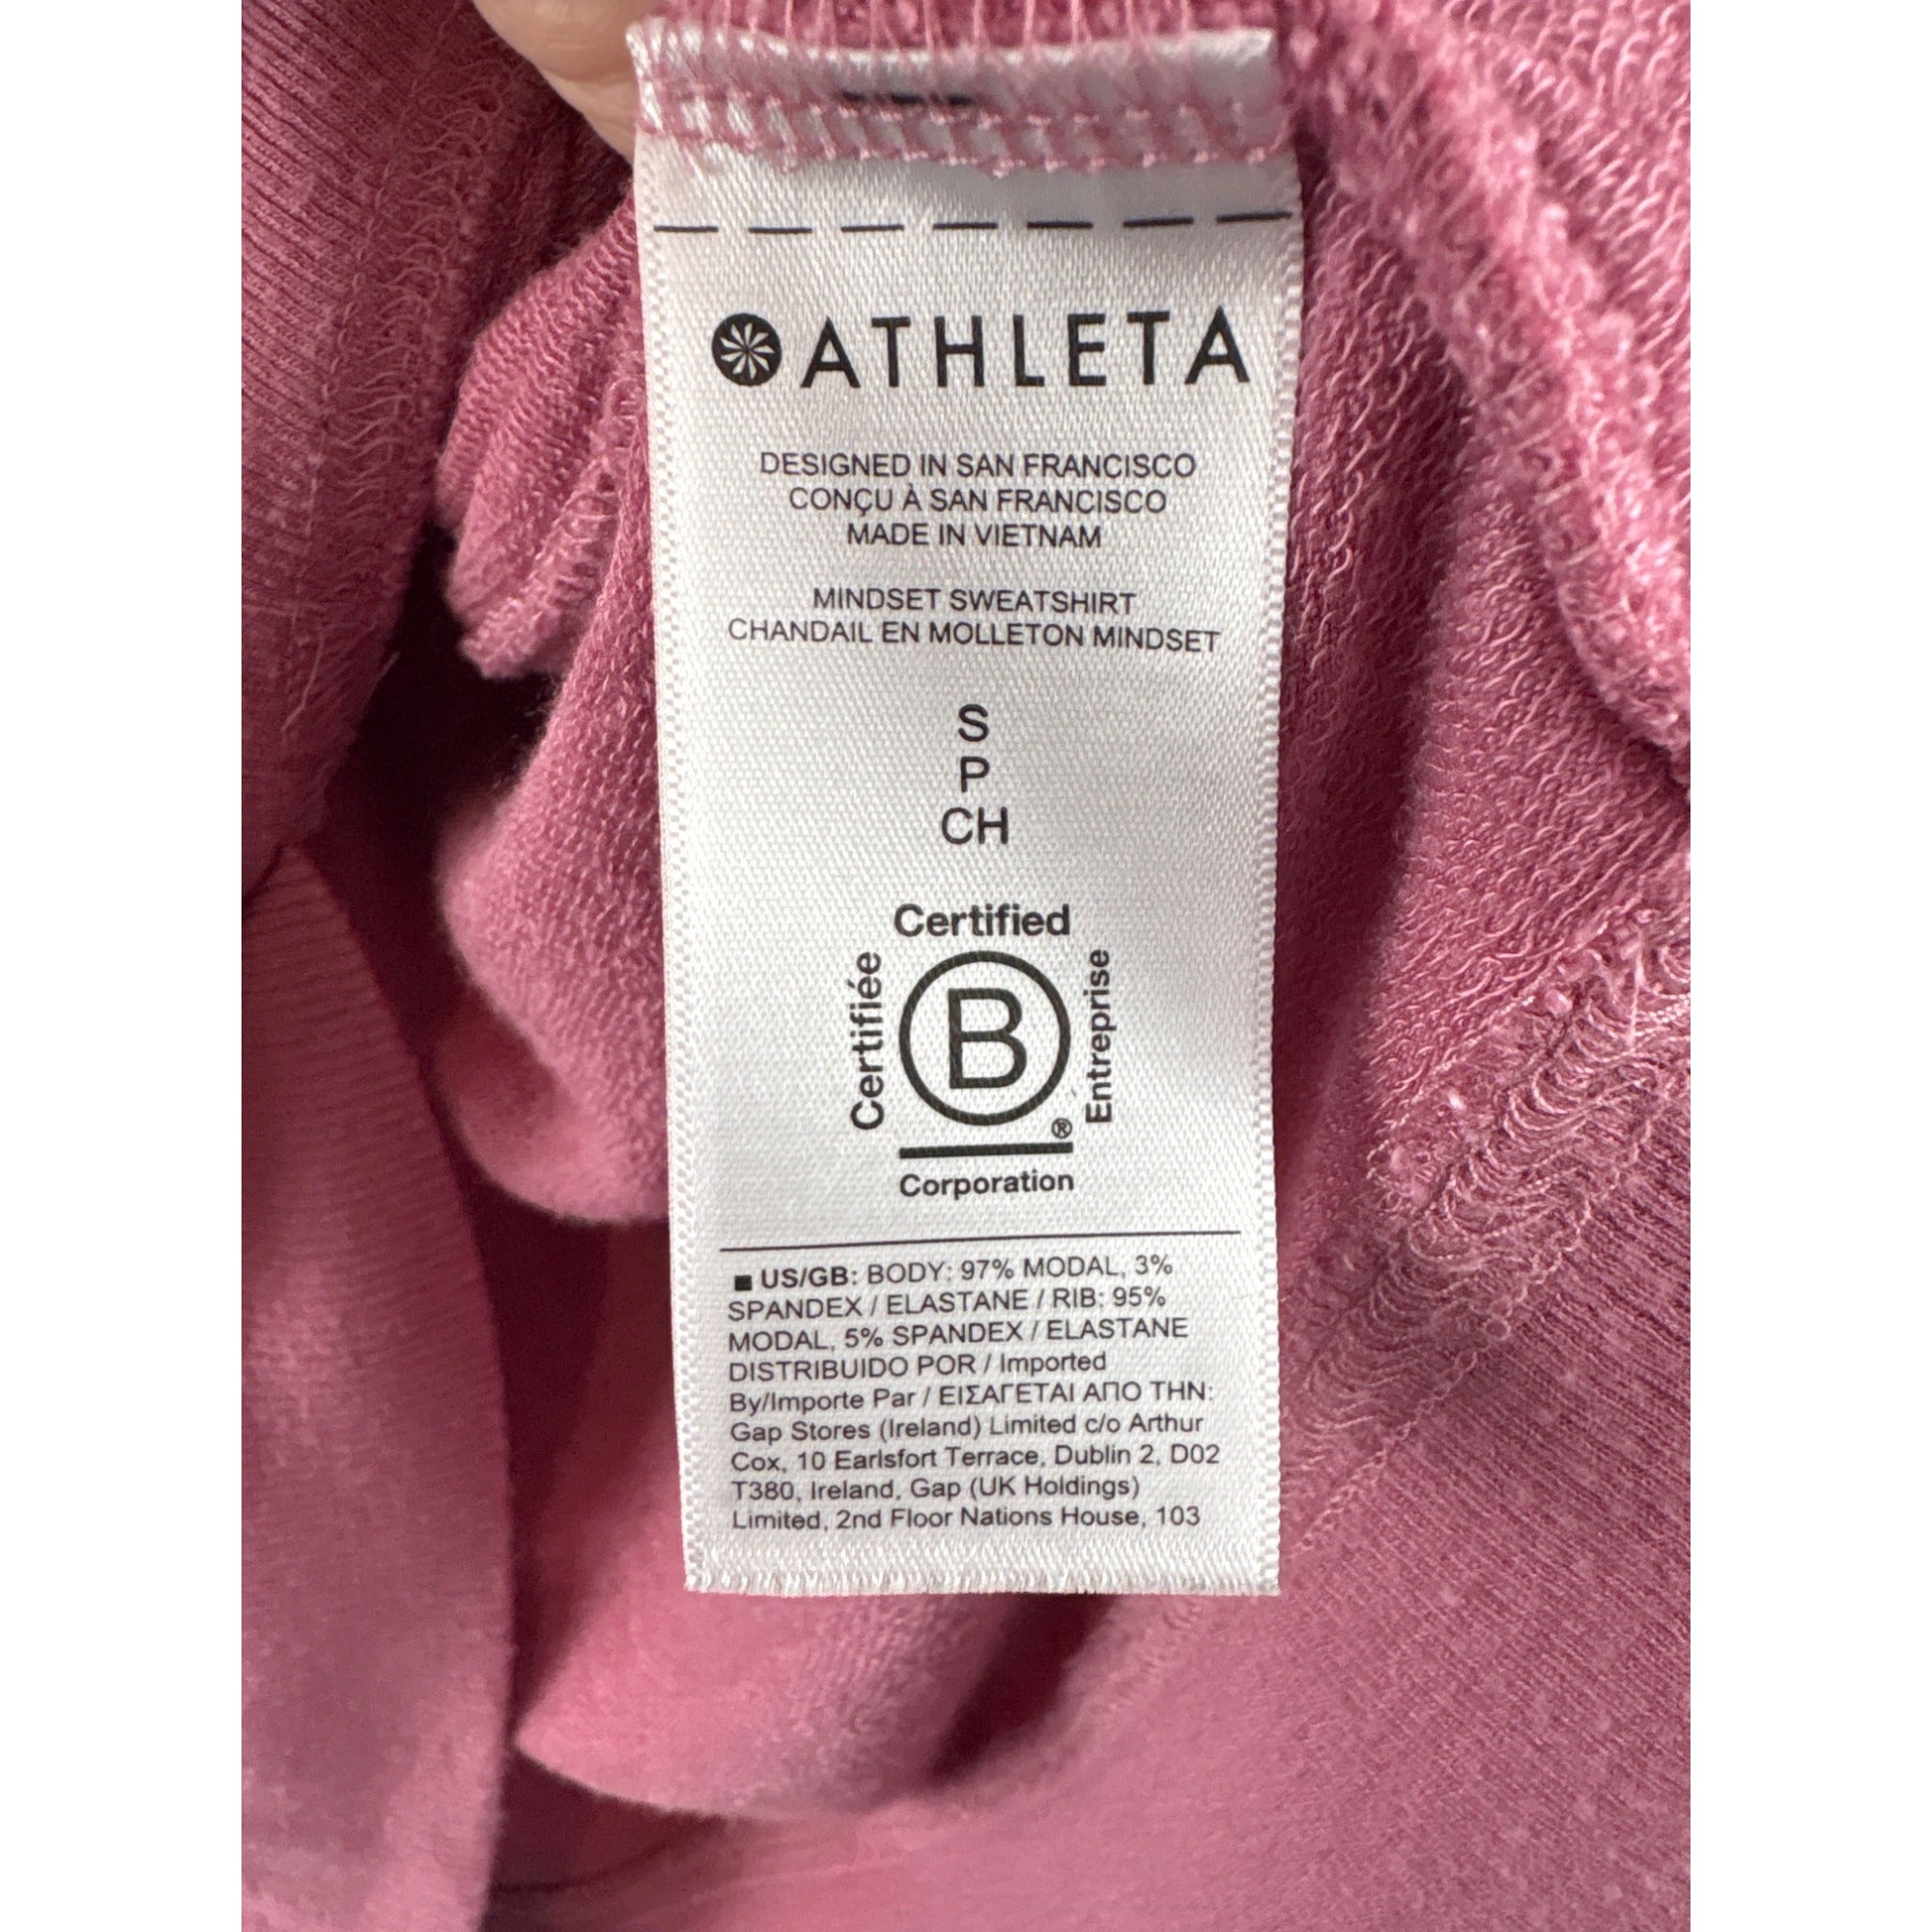 ATHLETA
DESIGNED IN SAN FRANCISCO
CONÇU À SAN FRANCISCO
MADE IN VIETNAM
MINDSET SWEATSHIRT
CHANDAIL EN MOLLETON MINDSET
S
P
CH
Certified
Certifiée
B
Entreprise
®
Corporation
■ US/GB: BODY: 97% MODAL, 3%
SPANDEX / ELASTANE / RIB: 95%
MODAL, 5% SPANDEX / ELASTANE
DISTRIBUIDO POR / Imported
By/Importe Par / ΕΙΣΑΓΕΤΑΙ ΑΠΟ ΤΗΝ:
Gap Stores (Ireland) Limited c/o Arthur
Cox, 10 Earlsfort Terrace, Dublin 2, D02
T380, Ireland, Gap (UK Holdings)
Limited, 2nd Floor Nations House, 103